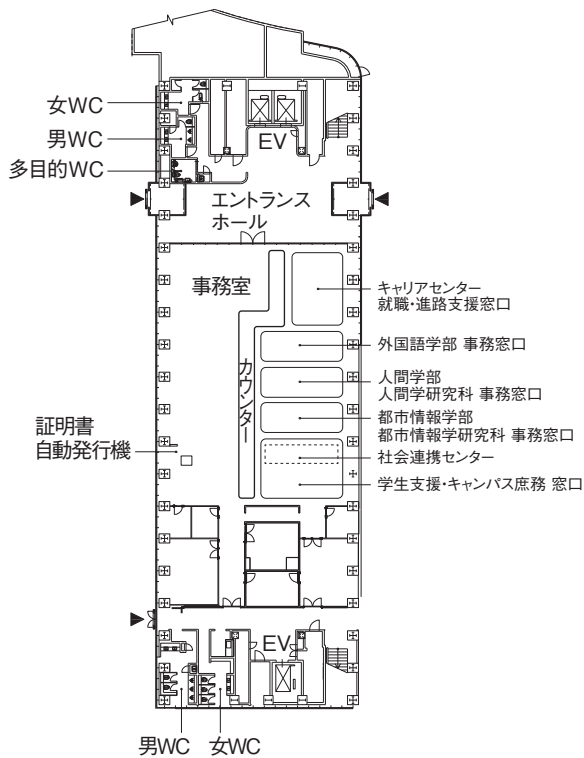 女WC
男WC
多目的WC
EV
エントランス
ホール
事務室
カウンター
キャリアセンター
就職・進路支援窓口
外国語学部 事務窓口
人間学部
人間学研究科 事務窓口
都市情報学部
都市情報学研究科 事務窓口
社会連携センター
学生支援・キャンパス庶務 窓口
証明書
自動発行機
EV
男WC
女WC